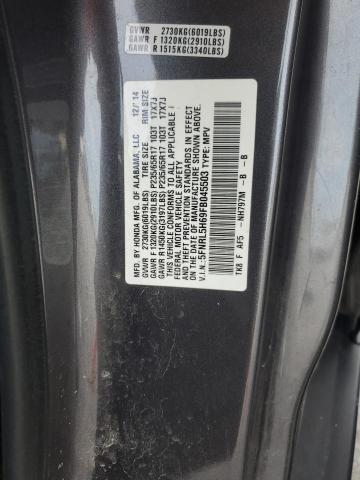 GVWR 2730KG(6019LBS)
GAWR F 1320KG(2910LBS)
GAWR R 1515KG(3340LBS)
MFD. BY HONDA MFG. OF ALABAMA, LLC 12/14
GVWR 2730KG(6019LBS) TIRE SIZE RIM SIZE
GAWR F 1320KG(2910LBS) P235/65R17 103T 17X7J
GAWR R 1450KG(3197LBS) P235/65R17 103T 17X7J
THIS VEHICLE CONFORMS TO ALL APPLICABLE
FEDERAL MOTOR VEHICLE SAFETY
AND THEFT PREVENTION STANDARDS IN EFFECT
ON THE DATE OF MANUFACTURE SHOWN ABOVE.
V.I.N.:5FNRL5H69FB045503 TYPE: MPV
TK8 F AF5 - NH797M - B - B